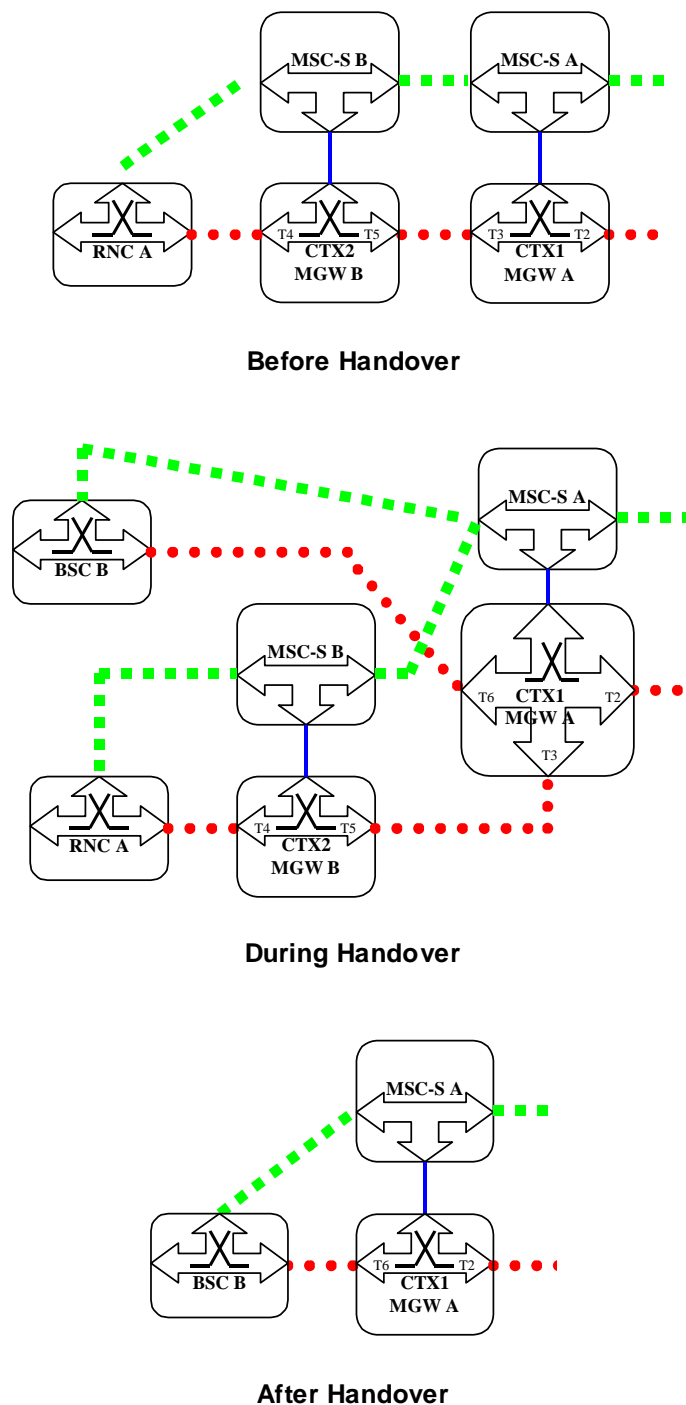 MSC-S B
MSC-S A
RNC A
T4
T5
CTX2
MGW B
T3
T2
CTX1
MGW A
Before Handover
MSC-S A
BSC B
MSC-S B
T6
CTX1
T2
MGW A
T3
RNC A
T4
T5
CTX2
MGW B
During Handover
MSC-S A
BSC B
T6
T2
CTX1
MGW A
After Handover